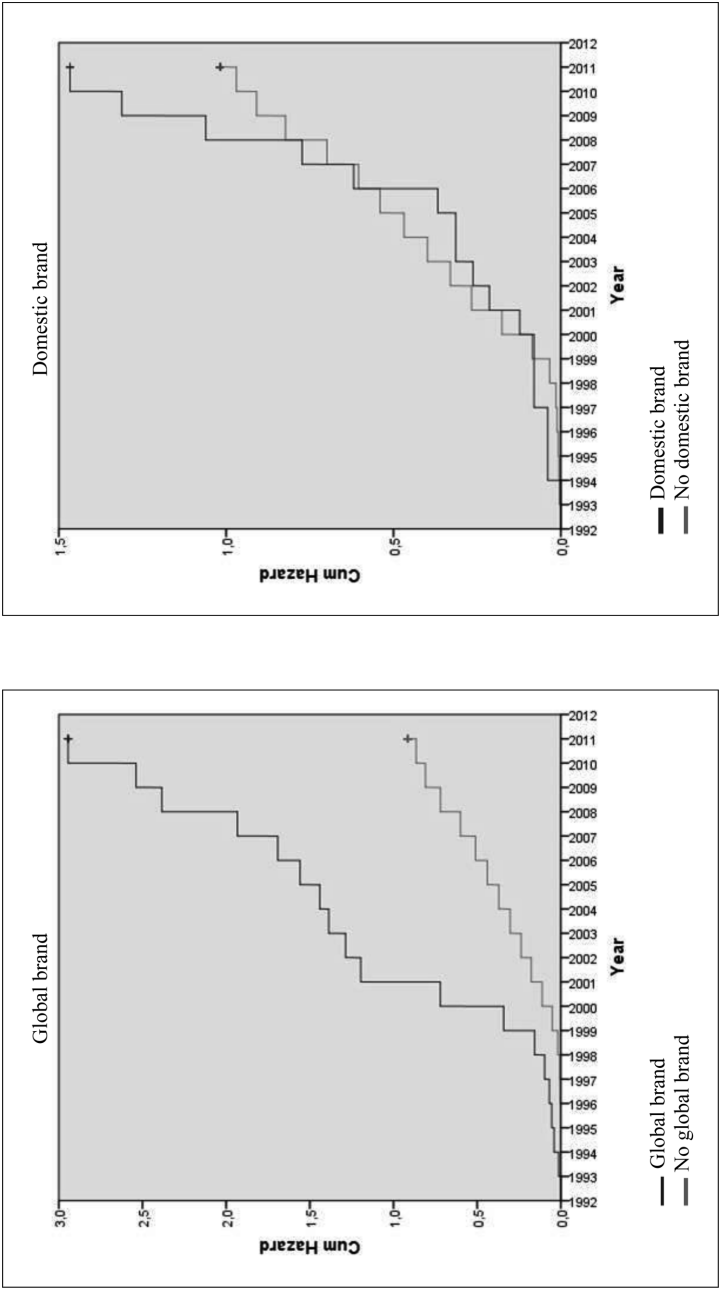 Global brand
Cum Hazard
3,0
2,5
2,0
1,5
1,0
0,5
0,0
1992 1993 1994 1995 1996 1997 1998 1999 2000 2001 2002 2003 2004 2005 2006 2007 2008 2009 2010 2011 2012
Year
Global brand
No global brand
Domestic brand
Cum Hazard
1,5
1,0
0,5
0,0
1992 1993 1994 1995 1996 1997 1998 1999 2000 2001 2002 2003 2004 2005 2006 2007 2008 2009 2010 2011 2012
Year
Domestic brand
No domestic brand